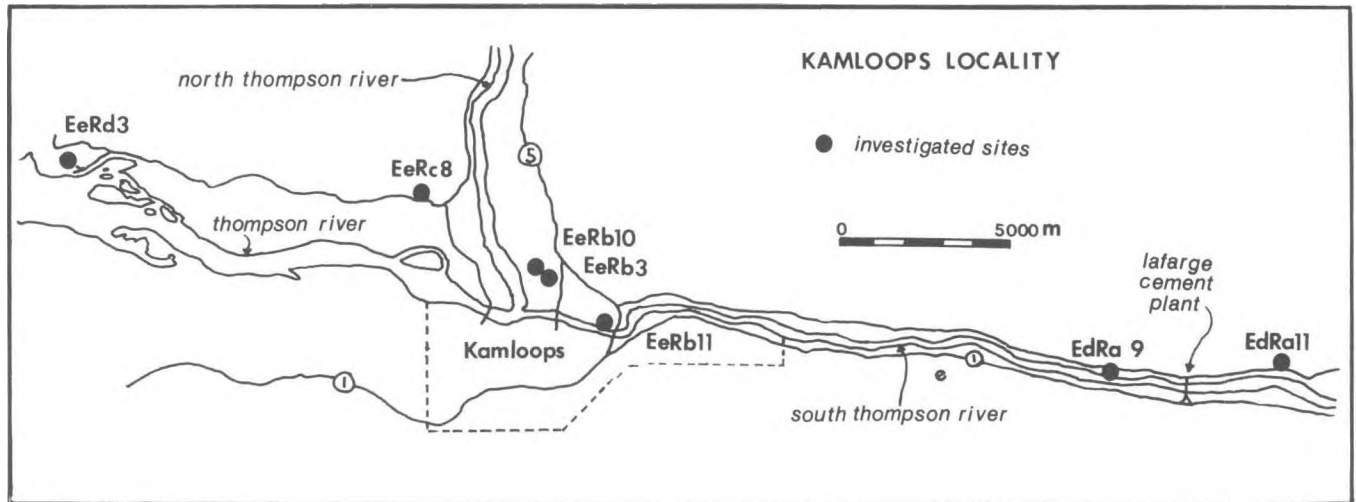 KAMLOOPS LOCALITY
north thompson river
EeRd3
EeRc8
5
investigated sites
thompson river
0 5000 m
EeRb10
EeRb3
lafarge
cement
plant
Kamloops
EeRb11
EdRa 9
EdRa11
1
1
e
south thompson river